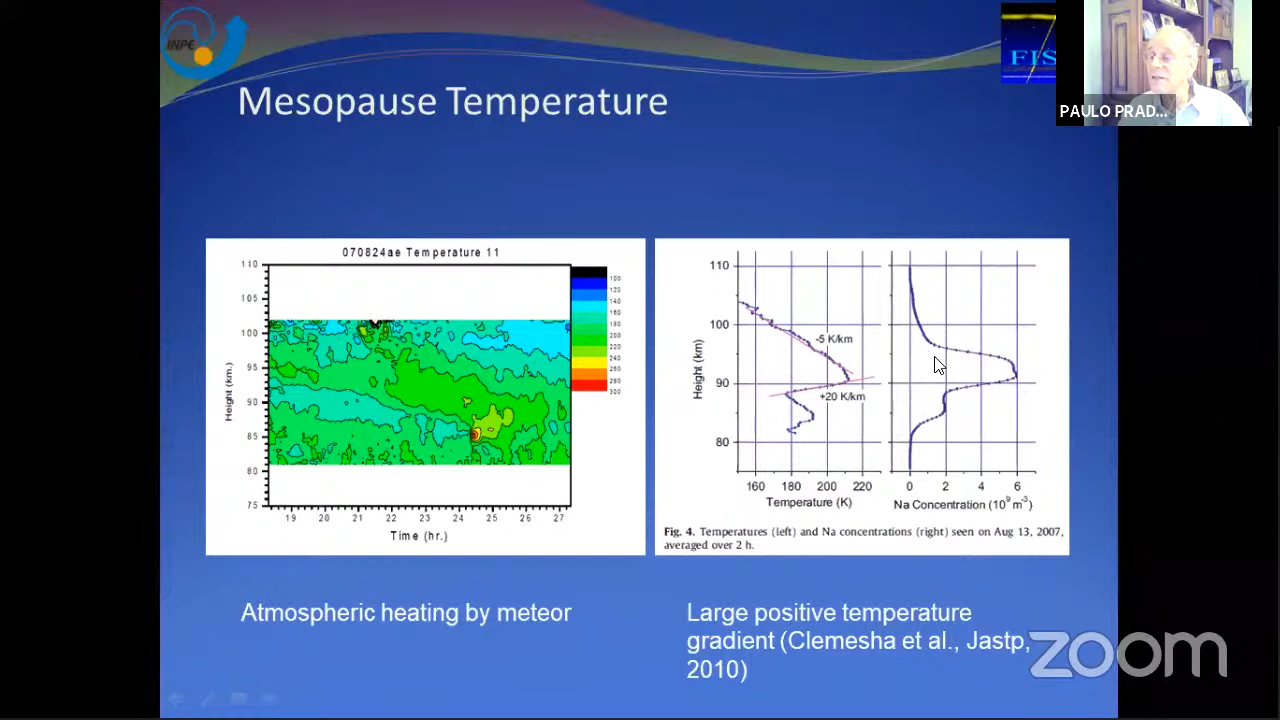 INPE
FIS
PAULO PRAD...
Mesopause Temperature
070824ae Temperature 11
110
105
100
95
90
85
80
75
Height (km.)
19 20 21 22 23 24 25 26 27
Time (hr.)
100
120
140
160
180
200
220
240
260
280
300
110
100
90
80
Height (km)
-5 K/km
+20 K/km
160 180 200 220
Temperature (K)
0 2 4 6
Na Concentration (10⁹ m⁻³)
Fig. 4. Temperatures (left) and Na concentrations (right) seen on Aug 13, 2007,
averaged over 2 h.
Atmospheric heating by meteor
Large positive temperature
gradient (Clemesha et al., Jastp,
2010)
zoom